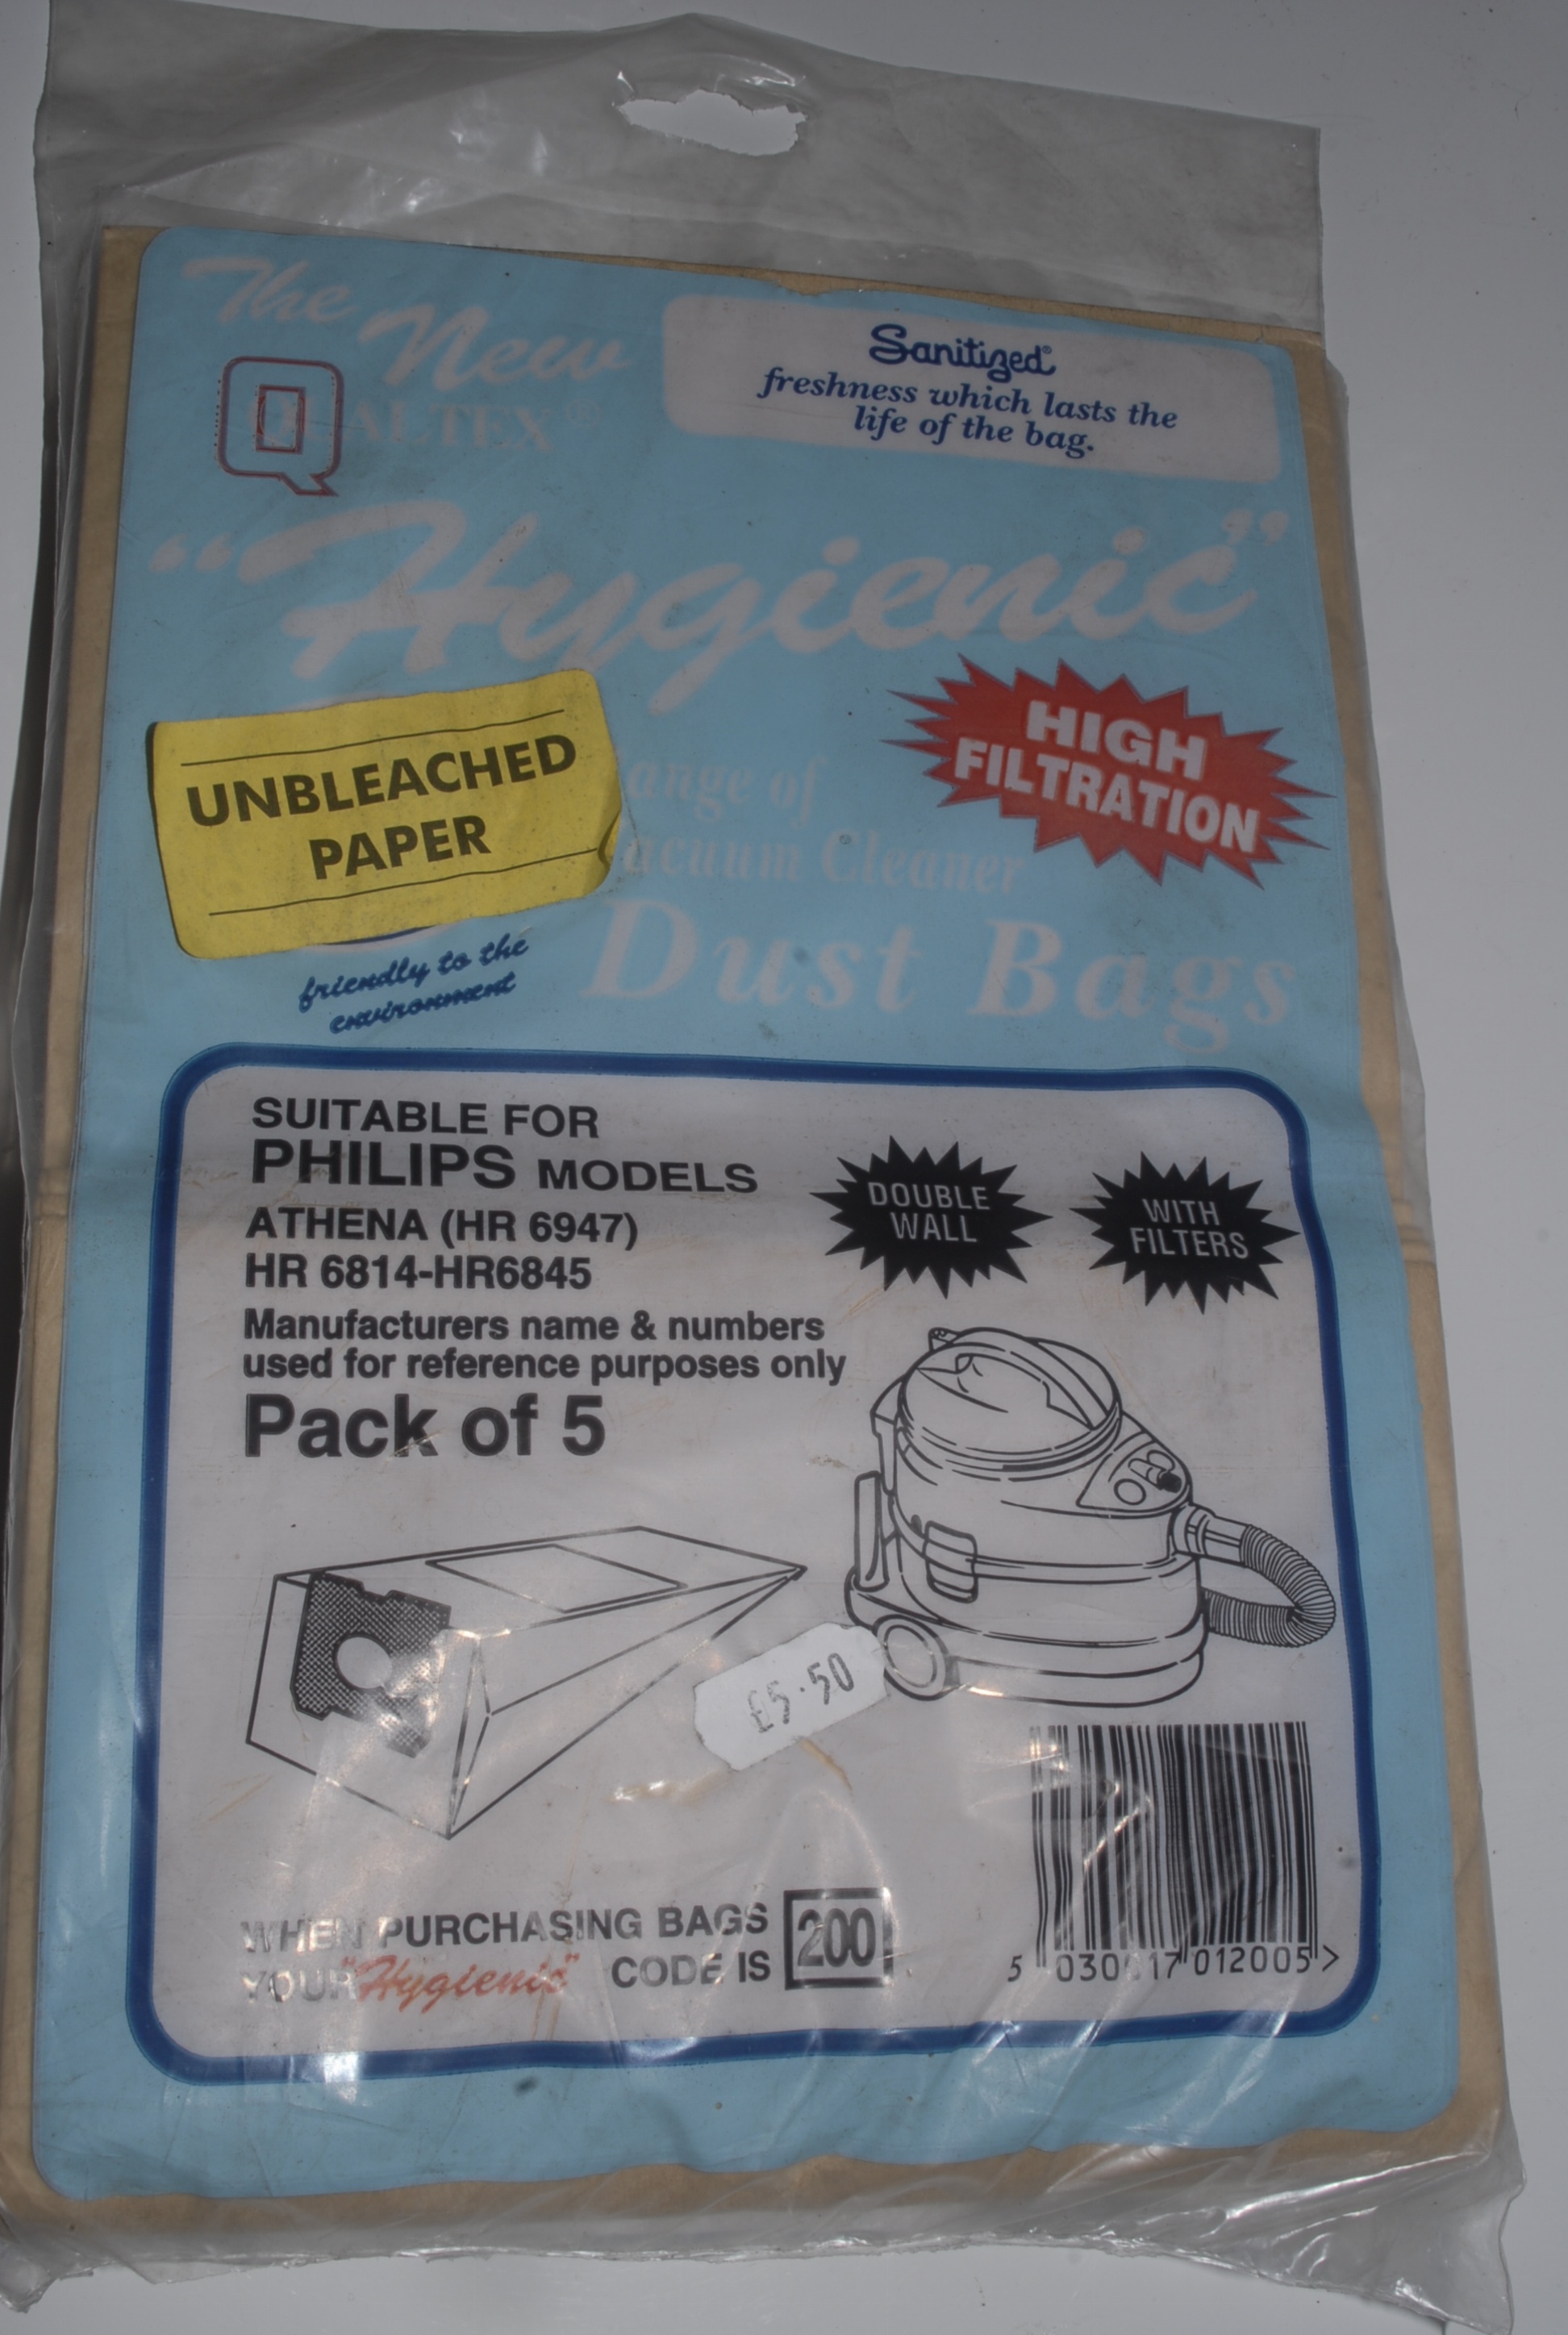 The New
QUALTEX®
Sanitized®
freshness which lasts the
life of the bag.
"Hygienic"
UNBLEACHED
PAPER
friendly to the
environment
HIGH
FILTRATION
ange of
acuum Cleaner
Dust Bags
SUITABLE FOR
PHILIPS MODELS
ATHENA (HR 6947)
HR 6814-HR6845
Manufacturers name & numbers
used for reference purposes only
Pack of 5
DOUBLE
WALL
WITH
FILTERS
£5·50
WHEN PURCHASING BAGS
YOUR "Hygienic" CODE IS
200
5 030017 012005 >